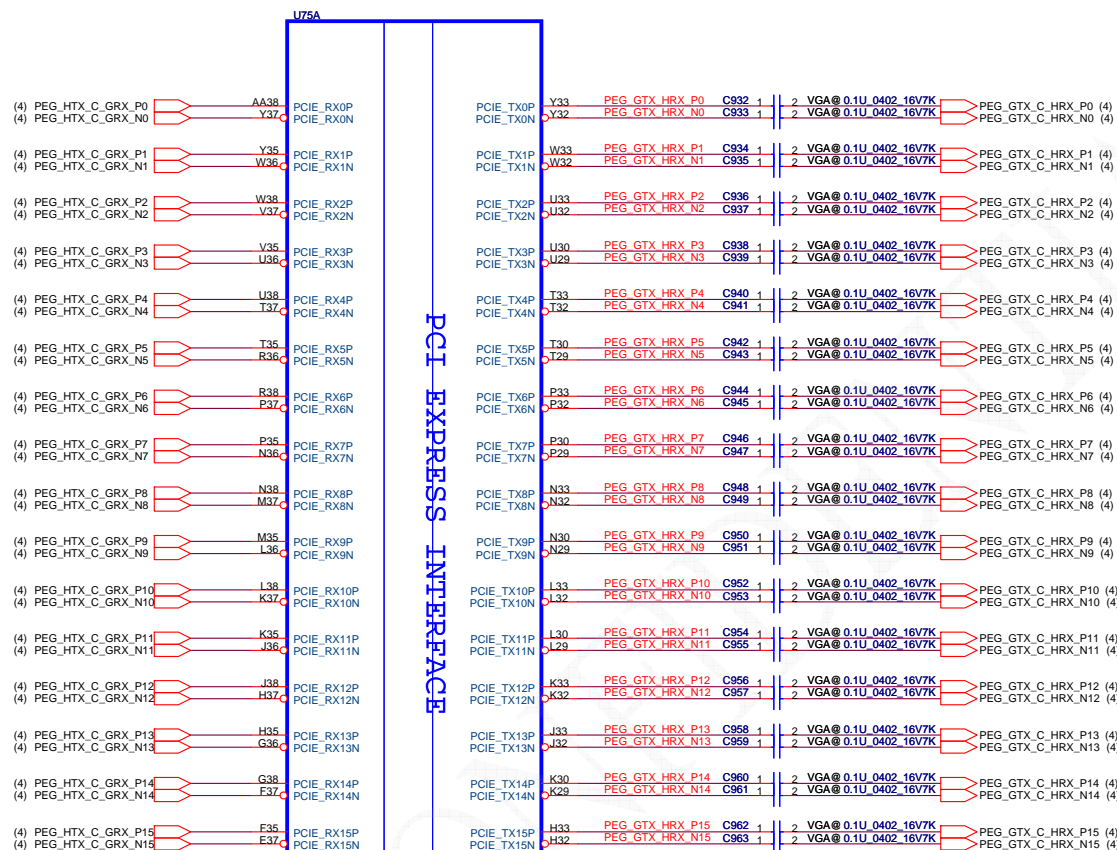 U75A
(4) PEG_HTX_C_GRX_P0 AA38 PCIE_RX0P PCIE_TX0P Y33 PEG_GTX_HRX_P0 C932 1 2 VGA@ 0.1U_0402_16V7K PEG_GTX_C_HRX_P0 (4)
(4) PEG_HTX_C_GRX_N0 Y37 PCIE_RX0N PCIE_TX0N Y32 PEG_GTX_HRX_N0 C933 1 2 VGA@ 0.1U_0402_16V7K PEG_GTX_C_HRX_N0 (4)
(4) PEG_HTX_C_GRX_P1 Y35 PCIE_RX1P PCIE_TX1P W33 PEG_GTX_HRX_P1 C934 1 2 VGA@ 0.1U_0402_16V7K PEG_GTX_C_HRX_P1 (4)
(4) PEG_HTX_C_GRX_N1 W36 PCIE_RX1N PCIE_TX1N W32 PEG_GTX_HRX_N1 C935 1 2 VGA@ 0.1U_0402_16V7K PEG_GTX_C_HRX_N1 (4)
(4) PEG_HTX_C_GRX_P2 W38 PCIE_RX2P PCIE_TX2P U33 PEG_GTX_HRX_P2 C936 1 2 VGA@ 0.1U_0402_16V7K PEG_GTX_C_HRX_P2 (4)
(4) PEG_HTX_C_GRX_N2 V37 PCIE_RX2N PCIE_TX2N U32 PEG_GTX_HRX_N2 C937 1 2 VGA@ 0.1U_0402_16V7K PEG_GTX_C_HRX_N2 (4)
(4) PEG_HTX_C_GRX_P3 V35 PCIE_RX3P PCIE_TX3P U30 PEG_GTX_HRX_P3 C938 1 2 VGA@ 0.1U_0402_16V7K PEG_GTX_C_HRX_P3 (4)
(4) PEG_HTX_C_GRX_N3 U36 PCIE_RX3N PCIE_TX3N U29 PEG_GTX_HRX_N3 C939 1 2 VGA@ 0.1U_0402_16V7K PEG_GTX_C_HRX_N3 (4)
(4) PEG_HTX_C_GRX_P4 U38 PCIE_RX4P PCIE_TX4P T33 PEG_GTX_HRX_P4 C940 1 2 VGA@ 0.1U_0402_16V7K PEG_GTX_C_HRX_P4 (4)
(4) PEG_HTX_C_GRX_N4 T37 PCIE_RX4N PCIE_TX4N T32 PEG_GTX_HRX_N4 C941 1 2 VGA@ 0.1U_0402_16V7K PEG_GTX_C_HRX_N4 (4)
(4) PEG_HTX_C_GRX_P5 T35 PCIE_RX5P PCIE_TX5P T30 PEG_GTX_HRX_P5 C942 1 2 VGA@ 0.1U_0402_16V7K PEG_GTX_C_HRX_P5 (4)
(4) PEG_HTX_C_GRX_N5 R36 PCIE_RX5N PCIE_TX5N T29 PEG_GTX_HRX_N5 C943 1 2 VGA@ 0.1U_0402_16V7K PEG_GTX_C_HRX_N5 (4)
(4) PEG_HTX_C_GRX_P6 R38 PCIE_RX6P PCIE_TX6P P33 PEG_GTX_HRX_P6 C944 1 2 VGA@ 0.1U_0402_16V7K PEG_GTX_C_HRX_P6 (4)
(4) PEG_HTX_C_GRX_N6 P37 PCIE_RX6N PCIE_TX6N P32 PEG_GTX_HRX_N6 C945 1 2 VGA@ 0.1U_0402_16V7K PEG_GTX_C_HRX_N6 (4)
(4) PEG_HTX_C_GRX_P7 P35 PCIE_RX7P PCIE_TX7P P30 PEG_GTX_HRX_P7 C946 1 2 VGA@ 0.1U_0402_16V7K PEG_GTX_C_HRX_P7 (4)
(4) PEG_HTX_C_GRX_N7 N36 PCIE_RX7N PCIE_TX7N P29 PEG_GTX_HRX_N7 C947 1 2 VGA@ 0.1U_0402_16V7K PEG_GTX_C_HRX_N7 (4)
(4) PEG_HTX_C_GRX_P8 N38 PCIE_RX8P PCIE_TX8P N33 PEG_GTX_HRX_P8 C948 1 2 VGA@ 0.1U_0402_16V7K PEG_GTX_C_HRX_P8 (4)
(4) PEG_HTX_C_GRX_N8 M37 PCIE_RX8N PCIE_TX8N N32 PEG_GTX_HRX_N8 C949 1 2 VGA@ 0.1U_0402_16V7K PEG_GTX_C_HRX_N8 (4)
(4) PEG_HTX_C_GRX_P9 M35 PCIE_RX9P PCIE_TX9P N30 PEG_GTX_HRX_P9 C950 1 2 VGA@ 0.1U_0402_16V7K PEG_GTX_C_HRX_P9 (4)
(4) PEG_HTX_C_GRX_N9 L36 PCIE_RX9N PCIE_TX9N N29 PEG_GTX_HRX_N9 C951 1 2 VGA@ 0.1U_0402_16V7K PEG_GTX_C_HRX_N9 (4)
(4) PEG_HTX_C_GRX_P10 L38 PCIE_RX10P PCIE_TX10P L33 PEG_GTX_HRX_P10 C952 1 2 VGA@ 0.1U_0402_16V7K PEG_GTX_C_HRX_P10 (4)
(4) PEG_HTX_C_GRX_N10 K37 PCIE_RX10N PCIE_TX10N L32 PEG_GTX_HRX_N10 C953 1 2 VGA@ 0.1U_0402_16V7K PEG_GTX_C_HRX_N10 (4)
(4) PEG_HTX_C_GRX_P11 K35 PCIE_RX11P PCIE_TX11P L30 PEG_GTX_HRX_P11 C954 1 2 VGA@ 0.1U_0402_16V7K PEG_GTX_C_HRX_P11 (4)
(4) PEG_HTX_C_GRX_N11 J36 PCIE_RX11N PCIE_TX11N L29 PEG_GTX_HRX_N11 C955 1 2 VGA@ 0.1U_0402_16V7K PEG_GTX_C_HRX_N11 (4)
(4) PEG_HTX_C_GRX_P12 J38 PCIE_RX12P PCIE_TX12P K33 PEG_GTX_HRX_P12 C956 1 2 VGA@ 0.1U_0402_16V7K PEG_GTX_C_HRX_P12 (4)
(4) PEG_HTX_C_GRX_N12 H37 PCIE_RX12N PCIE_TX12N K32 PEG_GTX_HRX_N12 C957 1 2 VGA@ 0.1U_0402_16V7K PEG_GTX_C_HRX_N12 (4)
(4) PEG_HTX_C_GRX_P13 H35 PCIE_RX13P PCIE_TX13P J33 PEG_GTX_HRX_P13 C958 1 2 VGA@ 0.1U_0402_16V7K PEG_GTX_C_HRX_P13 (4)
(4) PEG_HTX_C_GRX_N13 G36 PCIE_RX13N PCIE_TX13N J32 PEG_GTX_HRX_N13 C959 1 2 VGA@ 0.1U_0402_16V7K PEG_GTX_C_HRX_N13 (4)
(4) PEG_HTX_C_GRX_P14 G38 PCIE_RX14P PCIE_TX14P K30 PEG_GTX_HRX_P14 C960 1 2 VGA@ 0.1U_0402_16V7K PEG_GTX_C_HRX_P14 (4)
(4) PEG_HTX_C_GRX_N14 F37 PCIE_RX14N PCIE_TX14N K29 PEG_GTX_HRX_N14 C961 1 2 VGA@ 0.1U_0402_16V7K PEG_GTX_C_HRX_N14 (4)
(4) PEG_HTX_C_GRX_P15 F35 PCIE_RX15P PCIE_TX15P H33 PEG_GTX_HRX_P15 C962 1 2 VGA@ 0.1U_0402_16V7K PEG_GTX_C_HRX_P15 (4)
(4) PEG_HTX_C_GRX_N15 E37 PCIE_RX15N PCIE_TX15N H32 PEG_GTX_HRX_N15 C963 1 2 VGA@ 0.1U_0402_16V7K PEG_GTX_C_HRX_N15 (4)
PCI EXPRESS INTERFACE